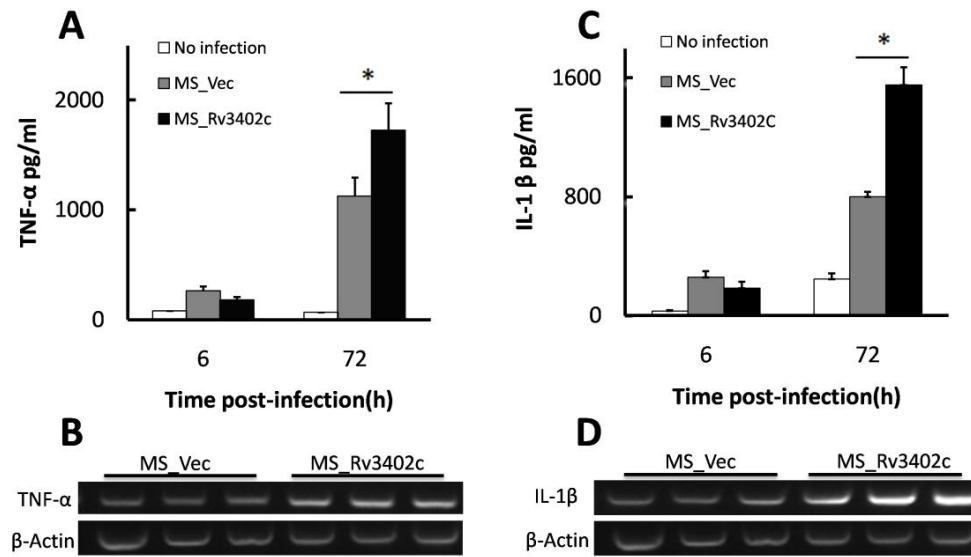 A
No infection
MS_Vec
MS_Rv3402c
*
2000
1000
0
TNF-α pg/ml
6
72
Time post-infection(h)
C
No infection
MS_Vec
MS_Rv3402C
*
1600
800
0
IL-1 β pg/ml
6
72
Time post-infection(h)
B
MS_Vec
MS_Rv3402c
TNF-α
β-Actin
D
MS_Vec
MS_Rv3402c
IL-1β
β-Actin